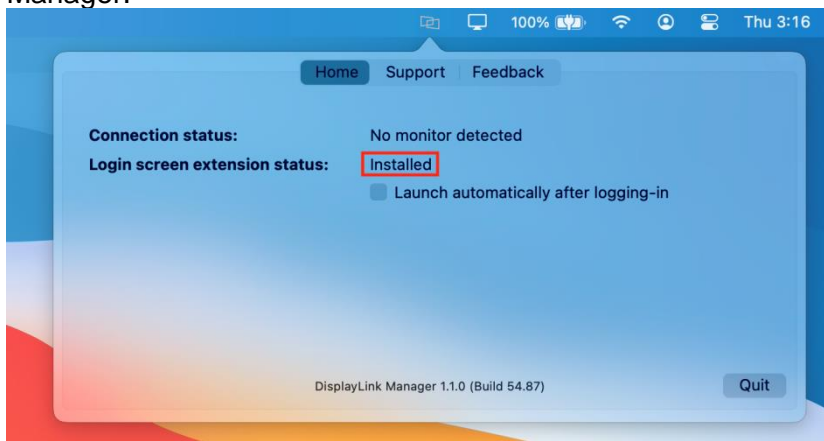 100% Thu 3:16
Home Support Feedback
Connection status: No monitor detected
Login screen extension status: Installed
Launch automatically after logging-in
DisplayLink Manager 1.1.0 (Build 54.87) Quit